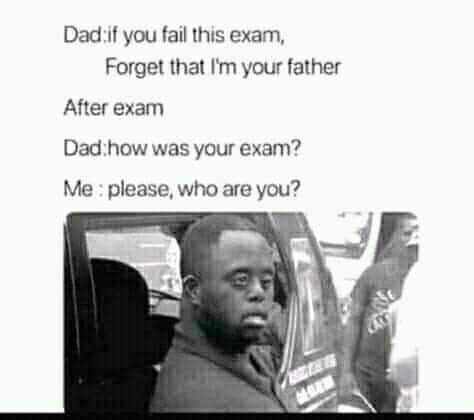 Dad:if you fail this exam,
Forget that I'm your father
After exam
Dad:how was your exam?
Me : please, who are you?